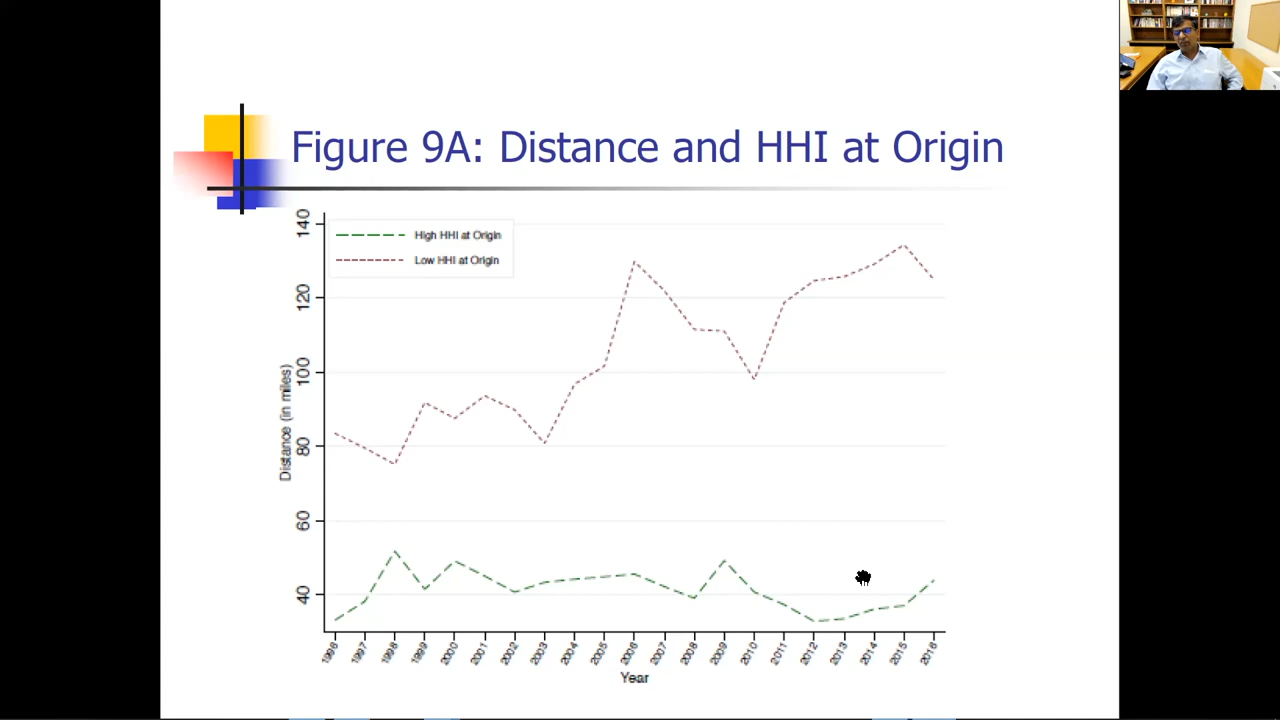 Figure 9A: Distance and HHI at Origin
High HHI at Origin
Low HHI at Origin
140
120
100
80
60
40
Distance (in miles)
1996 1997 1998 1999 2000 2001 2002 2003 2004 2005 2006 2007 2008 2009 2010 2011 2012 2013 2014 2015 2016
Year